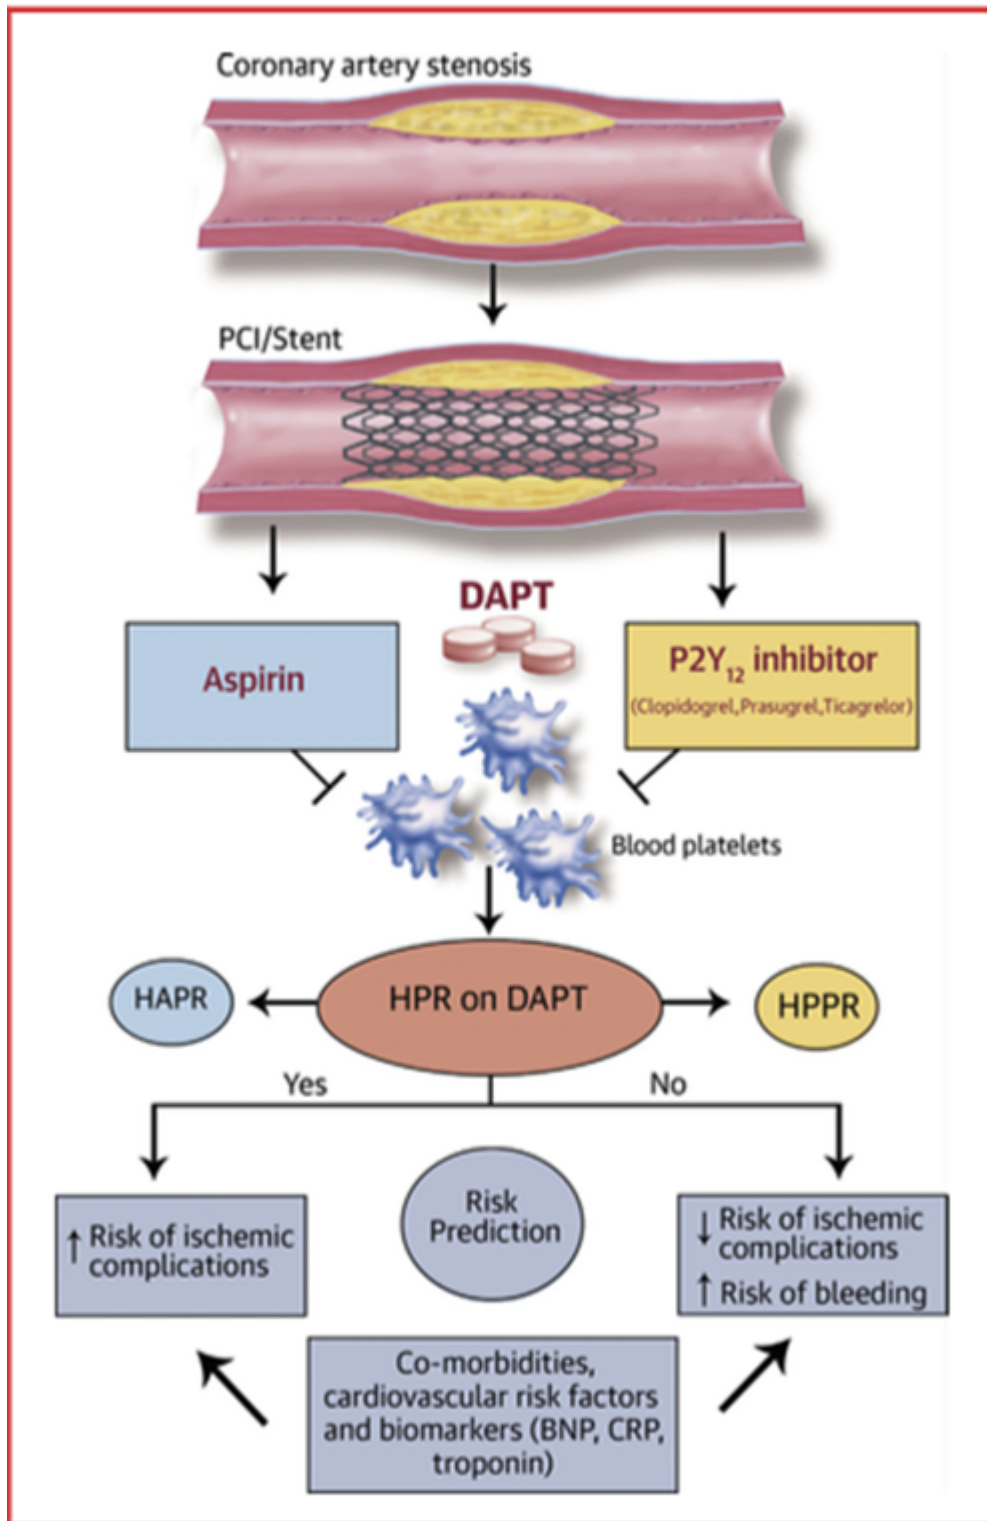 Coronary artery stenosis
PCI/Stent
DAPT
Aspirin
P2Y₁₂ inhibitor
(Clopidogrel,Prasugrel,Ticagrelor)
Blood platelets
HAPR
HPR on DAPT
HPPR
Yes
No
↑ Risk of ischemic
complications
Risk
Prediction
↓ Risk of ischemic
complications
↑ Risk of bleeding
Co-morbidities,
cardiovascular risk factors
and biomarkers (BNP, CRP,
troponin)